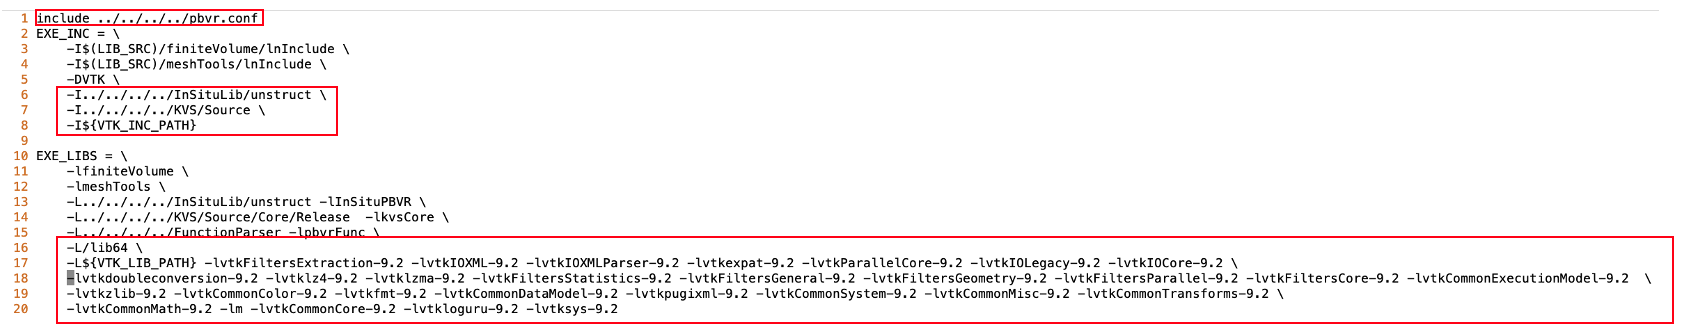 1 include ../../../../pbvr.conf
2 EXE_INC = \
3 -I$(LIB_SRC)/finiteVolume/lnInclude \
4 -I$(LIB_SRC)/meshTools/lnInclude \
5 -DVTK \
6 -I../../../../InSituLib/unstruct \
7 -I../../../../KVS/Source \
8 -I${VTK_INC_PATH}
9
10 EXE_LIBS = \
11 -lfiniteVolume \
12 -lmeshTools \
13 -L../../../../InSituLib/unstruct -lInSituPBVR \
14 -L../../../../KVS/Source/Core/Release  -lkvsCore \
15 -L../../../../FunctionParser -lpbvrFunc \
16 -L/lib64 \
17 -L${VTK_LIB_PATH} -lvtkFiltersExtraction-9.2 -lvtkIOXML-9.2 -lvtkIOXMLParser-9.2 -lvtkexpat-9.2 -lvtkParallelCore-9.2 -lvtkIOLegacy-9.2 -lvtkIOCore-9.2 \
18 -lvtkdoubleconversion-9.2 -lvtklz4-9.2 -lvtklzma-9.2 -lvtkFiltersStatistics-9.2 -lvtkFiltersGeneral-9.2 -lvtkFiltersGeometry-9.2 -lvtkFiltersParallel-9.2 -lvtkFiltersCore-9.2 -lvtkCommonExecutionModel-9.2  \
19 -lvtkzlib-9.2 -lvtkCommonColor-9.2 -lvtkfmt-9.2 -lvtkCommonDataModel-9.2 -lvtkpugixml-9.2 -lvtkCommonSystem-9.2 -lvtkCommonMisc-9.2 -lvtkCommonTransforms-9.2 \
20 -lvtkCommonMath-9.2 -lm -lvtkCommonCore-9.2 -lvtkloguru-9.2 -lvtksys-9.2